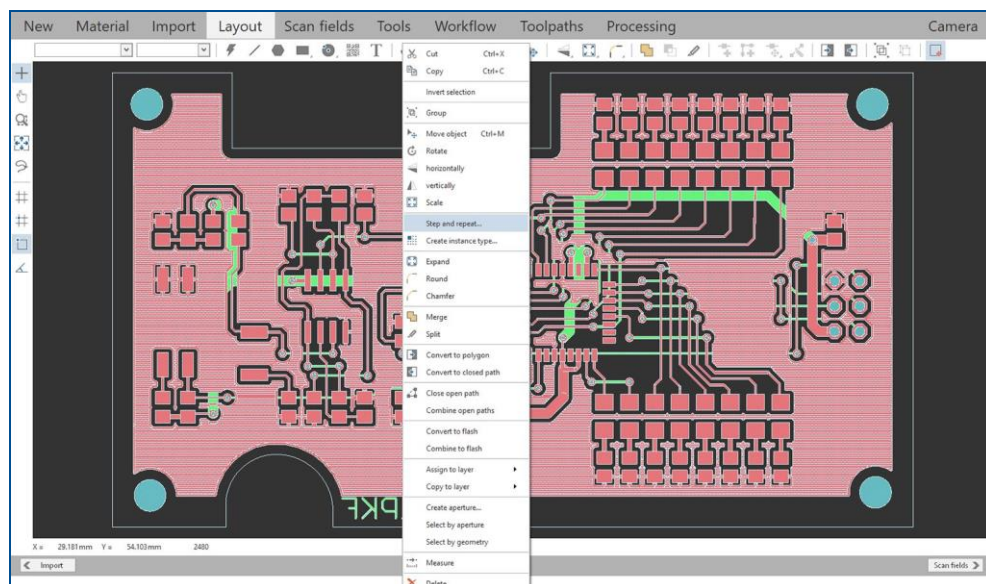 New Material Import Layout Scan fields Tools Workflow Toolpaths Processing Camera
T
Cut Ctrl+X
Copy Ctrl+C
Invert selection
Group
Move object Ctrl+M
Rotate
horizontally
vertically
Scale
Step and repeat...
Create instance type...
Expand
Round
Chamfer
Merge
Split
Convert to polygon
Convert to closed path
Close open path
Combine open paths
Convert to flash
Combine to flash
Assign to layer
Copy to layer
Create aperture...
Select by aperture
Select by geometry
Measure
Delete
X = 29.181mm Y = 54.103mm 2480
Import Scan fields